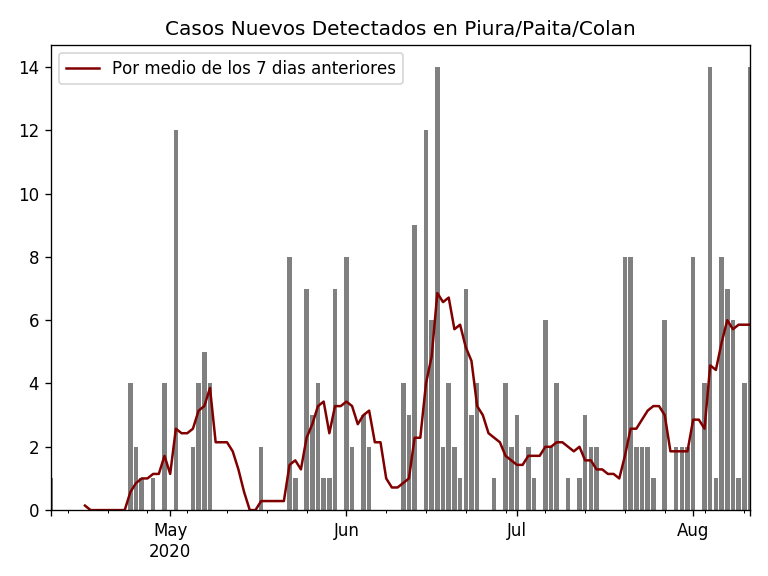 Casos Nuevos Detectados en Piura/Paita/Colan
Por medio de los 7 dias anteriores
14
12
10
8
6
4
2
0
May
2020
Jun
Jul
Aug